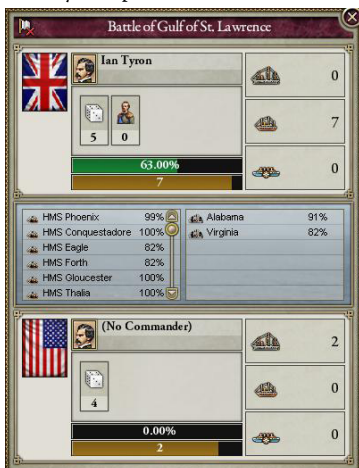 Battle of Gulf of St. Lawrence
Ian Tyron
0
5 0
7
63.00%
7
0
HMS Phoenix 99% Alabama 91%
HMS Conquestadore 100% Virginia 82%
HMS Eagle 82%
HMS Forth 82%
HMS Gloucester 100%
HMS Thalia 100%
(No Commander)
2
4
0
0.00%
2
0